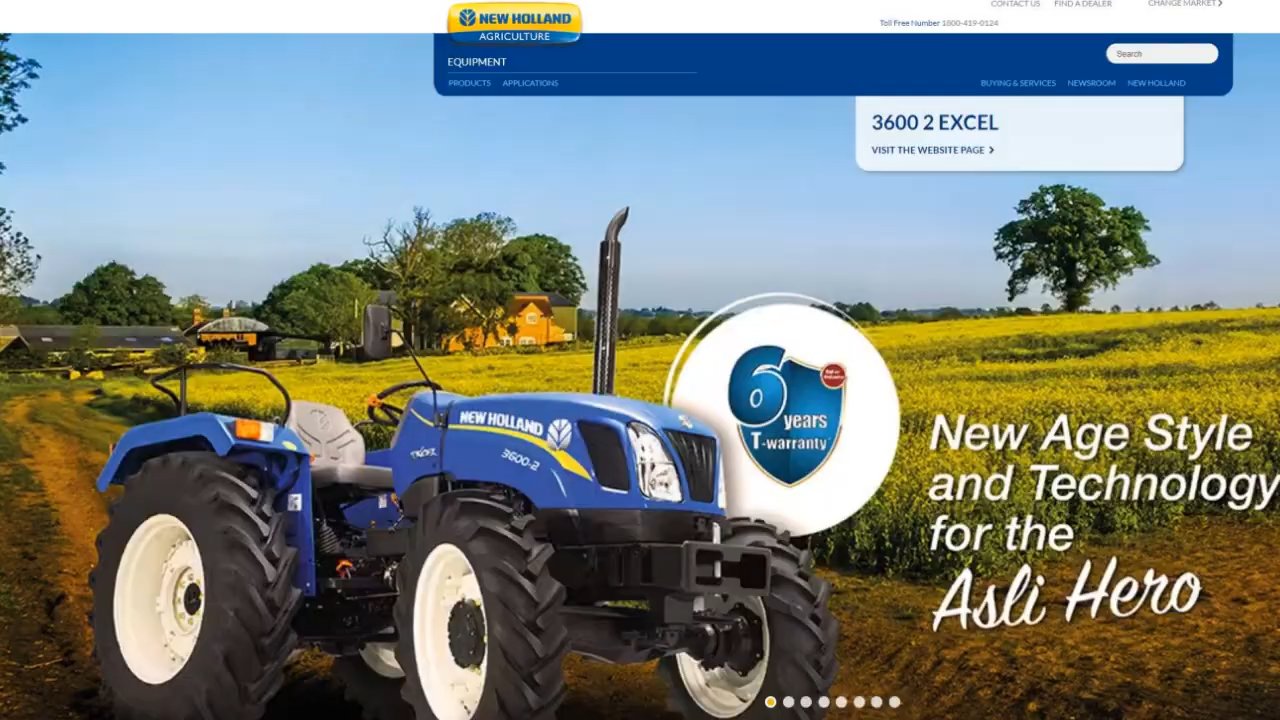 CONTACT US FIND A DEALER CHANGE MARKET
Toll Free Number 1800-419-0124
NEW HOLLAND
AGRICULTURE
EQUIPMENT
Search
PRODUCTS APPLICATIONS
BUYING & SERVICES NEWSROOM NEW HOLLAND
3600 2 EXCEL
VISIT THE WEBSITE PAGE
NEW HOLLAND
3600-2
6
years
T-warranty
New Age Style
and Technology
for the
Asli Hero